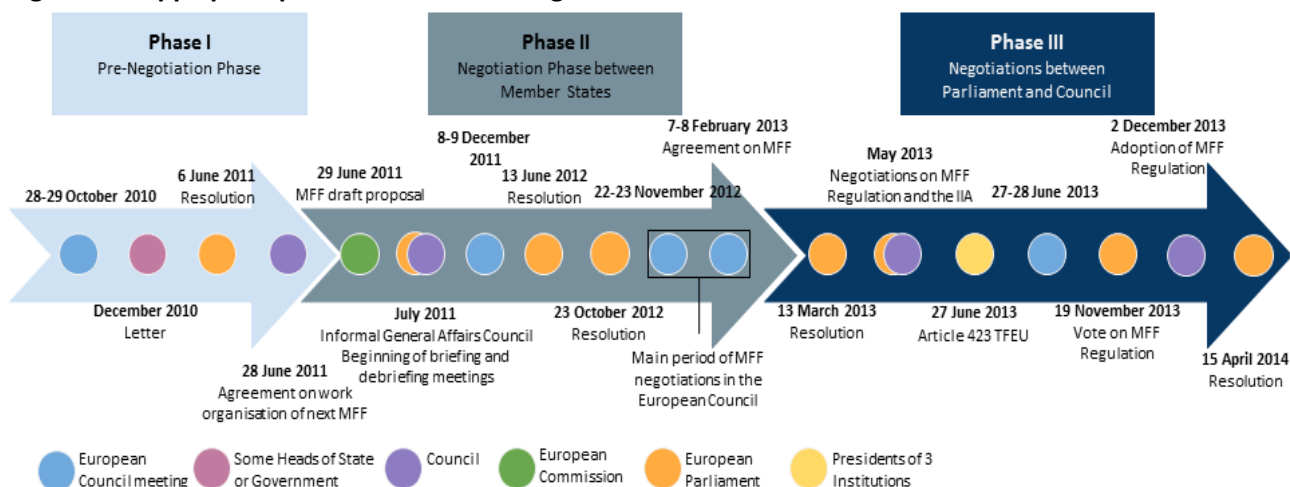 Phase I
Pre-Negotiation Phase
Phase II
Negotiation Phase between
Member States
Phase III
Negotiations between
Parliament and Council
28-29 October 2010
6 June 2011
Resolution
29 June 2011
MFF draft proposal
8-9 December
2011
13 June 2012
Resolution
22-23 November 2012
7-8 February 2013
Agreement on MFF
May 2013
Negotiations on MFF
Regulation and the IIA
27-28 June 2013
2 December 2013
Adoption of MFF
Regulation
December 2010
Letter
28 June 2011
Agreement on work
organisation of next MFF
July 2011
Informal General Affairs Council
Beginning of briefing and
debriefing meetings
23 October 2012
Resolution
Main period of MFF
negotiations in the
European Council
13 March 2013
Resolution
27 June 2013
Article 423 TFEU
19 November 2013
Vote on MFF
Regulation
15 April 2014
Resolution
European
Council meeting
Some Heads of State
or Government
Council
European
Commission
European
Parliament
Presidents of 3
Institutions